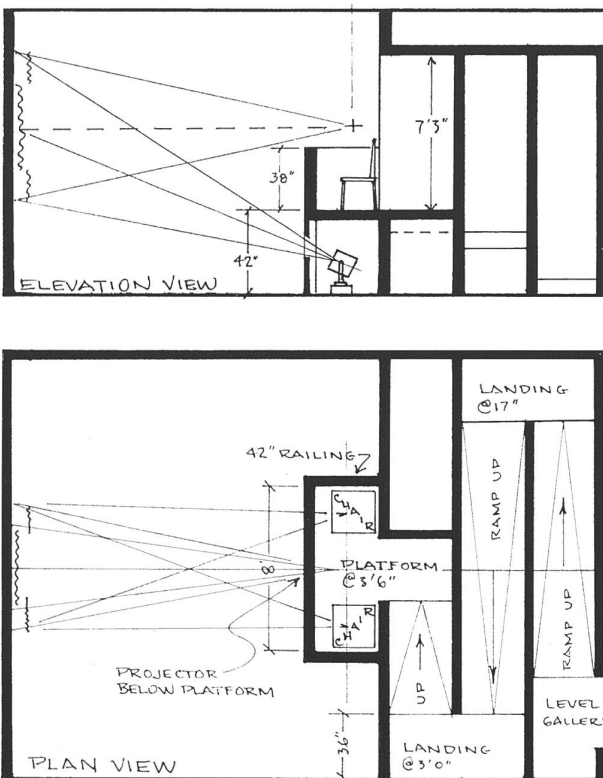 7'3"
38"
42"
ELEVATION VIEW
LANDING
@17"
42" RAILING
RAMP UP
CHAIR
8'
PLATFORM
@3'6"
CHAIR
RAMP UP
UP
PROJECTOR
BELOW PLATFORM
LEVEL
36"
LANDING
@3'0"
PLAN VIEW